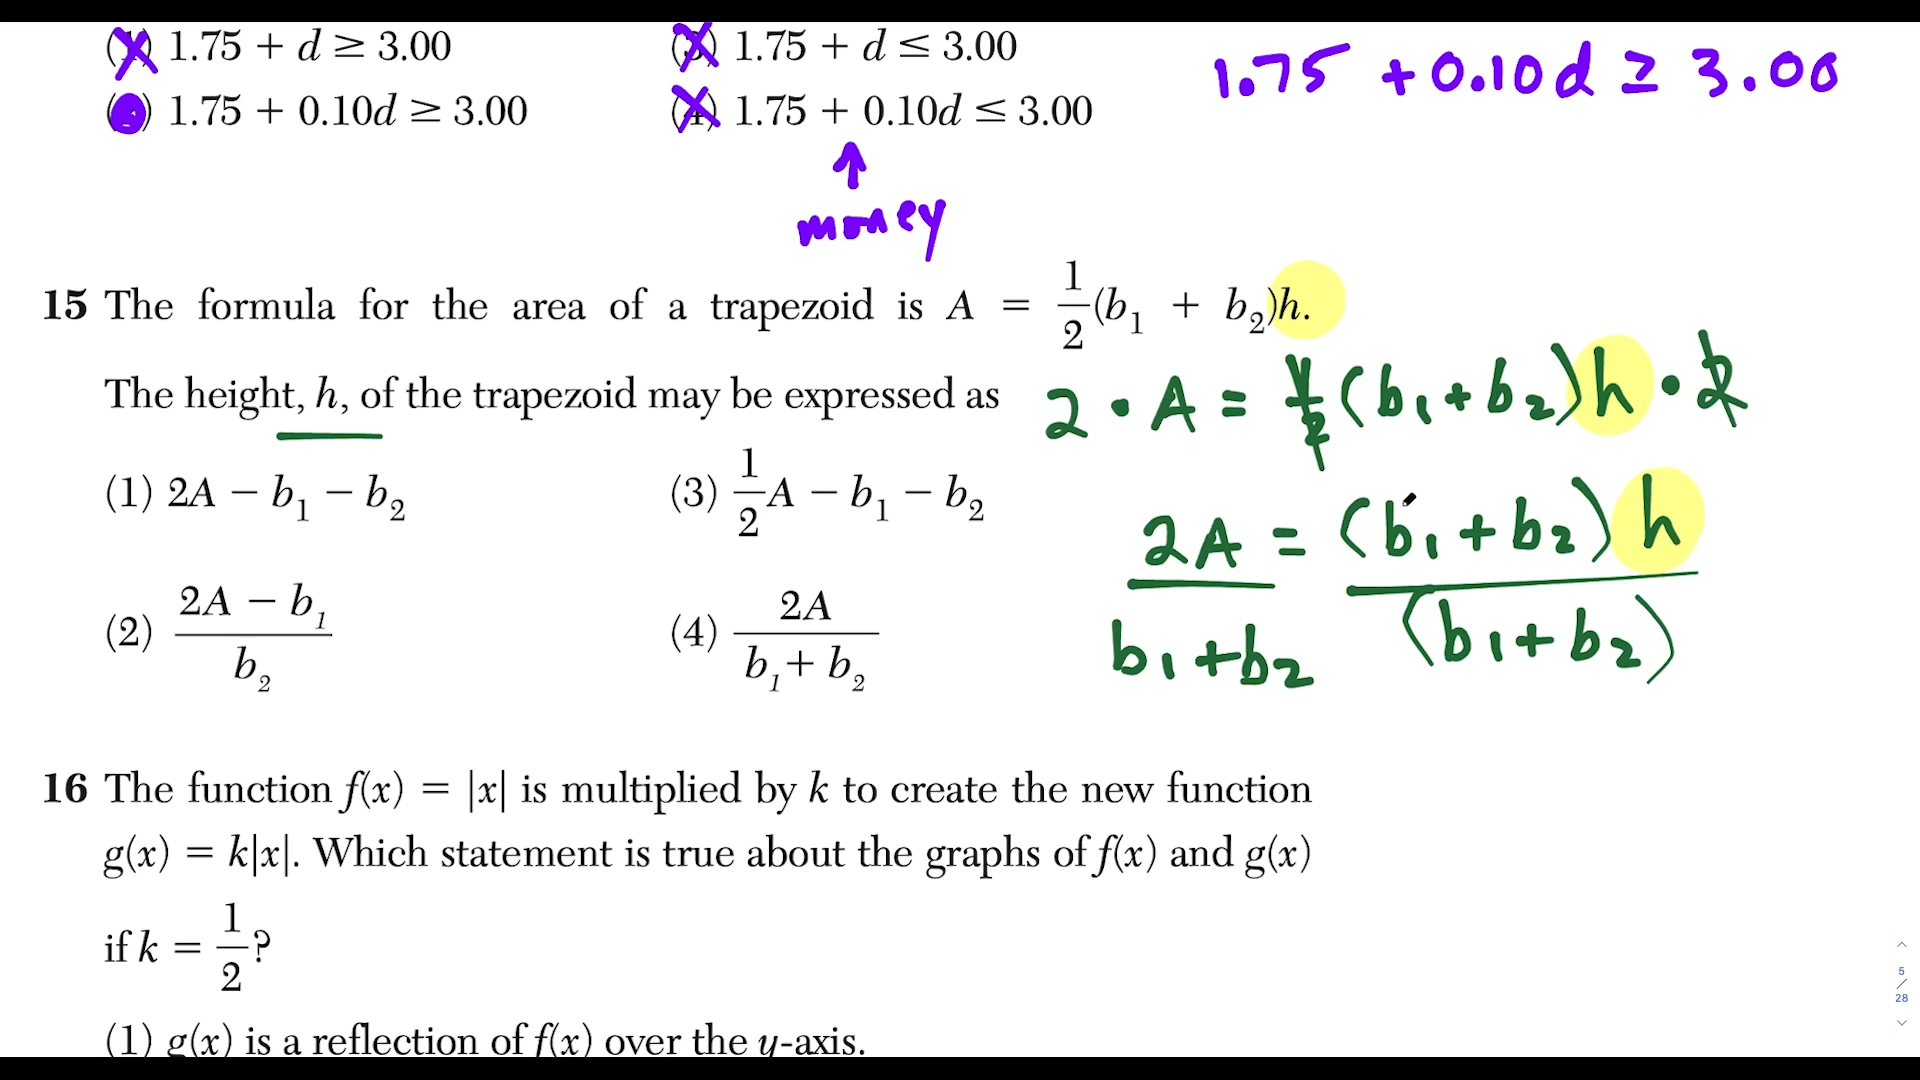 1.75 + d ≥ 3.00
(3) 1.75 + d ≤ 3.00
1.75 + 0.10d ≥ 3.00
1.75 + 0.10d ≥ 3.00
(4) 1.75 + 0.10d ≤ 3.00
money
15 The formula for the area of a trapezoid is A = 1/2(b₁ + b₂)h.
The height, h, of the trapezoid may be expressed as
2 · A = 1/2 (b₁ + b₂)h · 2
(1) 2A − b₁ − b₂
(3) 1/2A − b₁ − b₂
2A = (b₁ + b₂)h
b₁ + b₂ (b₁ + b₂)
(2) (2A − b₁)/b₂
(4) 2A/(b₁ + b₂)
16 The function f(x) = |x| is multiplied by k to create the new function
g(x) = k|x|. Which statement is true about the graphs of f(x) and g(x)
if k = 1/2?
(1) g(x) is a reflection of f(x) over the y-axis.
5
/
28